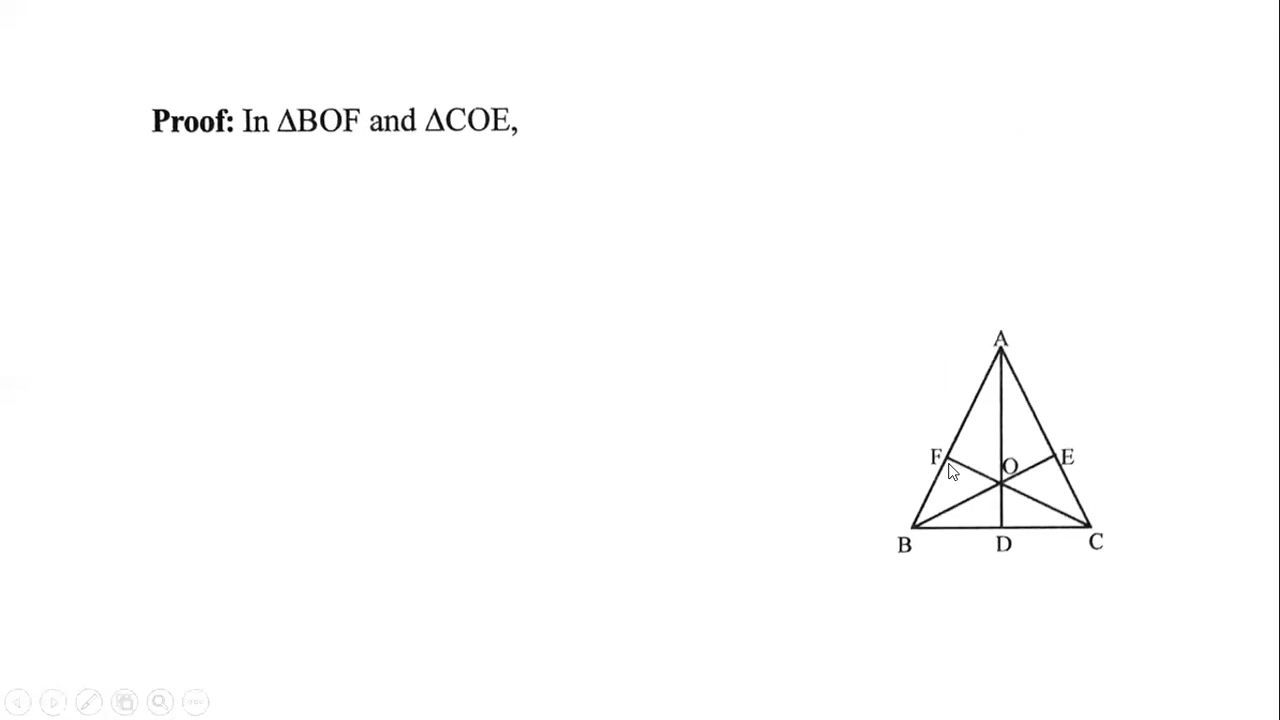 Proof: In ΔBOF and ΔCOE,
A
F
O
E
B
D
C